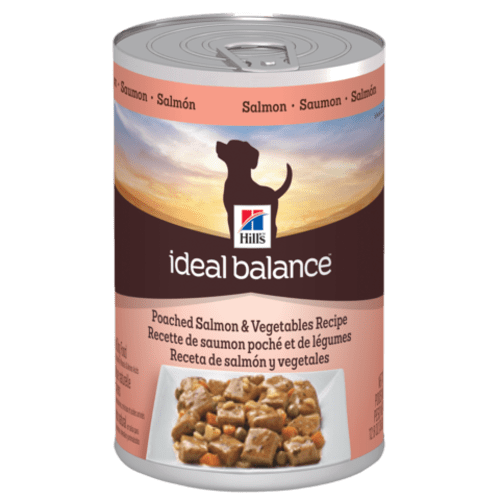 · Saumon · Salmón
Salmon · Saumon · Salmón
Hill's
ideal balance™
Poached Salmon & Vegetables Recipe
Recette de saumon poché et de légumes
Receta de salmón y vegetales